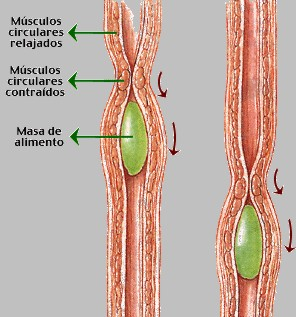 Músculos
circulares
relajados
Músculos
circulares
contraídos
Masa de
alimento